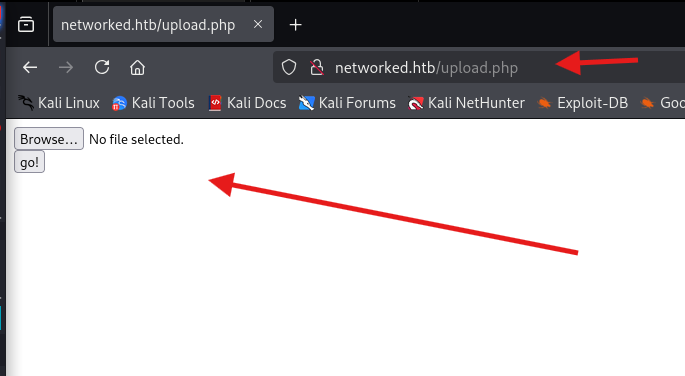 networked.htb/upload.php
networked.htb/upload.php
Kali Linux Kali Tools Kali Docs Kali Forums Kali NetHunter Exploit-DB Goo
Browse... No file selected.
go!